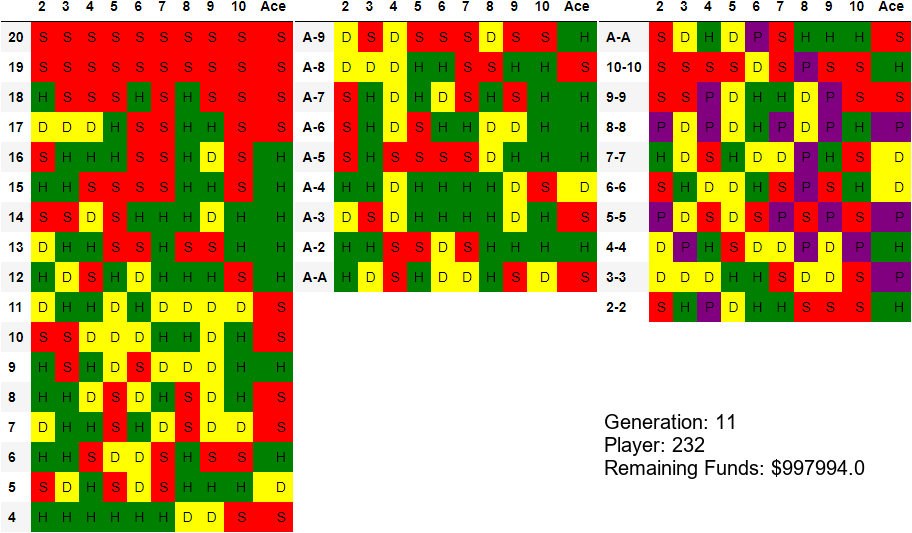 2 3 4 5 6 7 8 9 10 Ace
20 S S S S S S S S S S
19 S S S S S S S S S S
18 H S S S H S H S S S
17 D D D H S S H H S S
16 S H H H S S H D S H
15 H H S S S S H H S H
14 S S D S H H H D H H
13 D H H S S H S S H H
12 H D S H D H H H S H
11 D H H D H D D D D S
10 S S D D D H H D H S
9 H S H D S D D D H H
8 H H D S D H S D H S
7 D H H S H D S D D S
6 H H S D D S H S S H
5 S D H S D S H H H D
4 H H H H H H D D S S
2 3 4 5 6 7 8 9 10 Ace
A-9 D S D S S S D S S H
A-8 D D D H H S S H H S
A-7 S H D H D S H S H H
A-6 S H D S H H D D H H
A-5 S H S S S S D H H H
A-4 H H D H H H H D S D
A-3 D S D H H H H D H S
A-2 H H S S D S H H H H
A-A H D S H D D H S D S
2 3 4 5 6 7 8 9 10 Ace
A-A S D H D P S H H H S
10-10 S S S S D S P S S H
9-9 S S P D H H D P S S
8-8 P D P D H P D P H P
7-7 H D S H D D P H S D
6-6 S H D D H S P S H D
5-5 P D S D S P S P S P
4-4 D P H S D D P D P H
3-3 D D D H H S D D S P
2-2 S H P D H H S S S H
Generation: 11
Player: 232
Remaining Funds: $997994.0